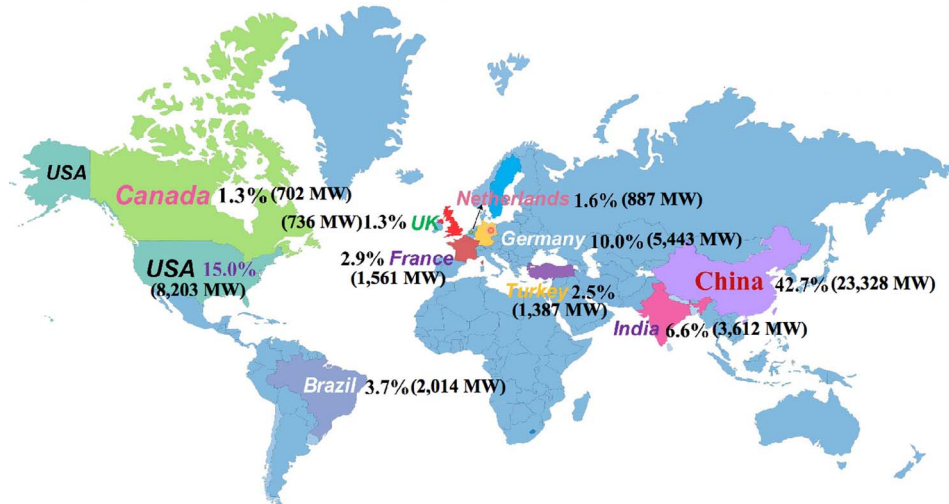 USA
Canada 1.3% (702 MW)
Netherlands 1.6% (887 MW)
(736 MW) 1.3% UK
Germany 10.0% (5,443 MW)
2.9% France
(1,561 MW)
USA 15.0%
(8,203 MW)
China 42.7% (23,328 MW)
Turkey 2.5%
(1,387 MW)
India 6.6% (3,612 MW)
Brazil 3.7% (2,014 MW)